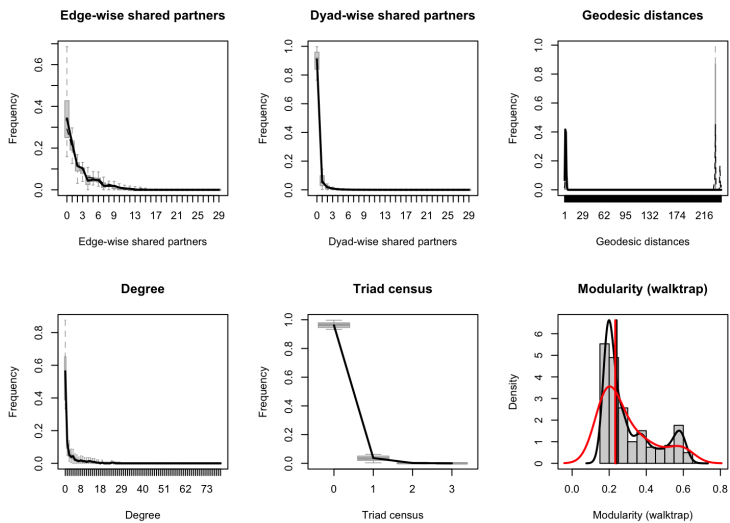 Edge-wise shared partners
Frequency
0.0 0.2 0.4 0.6
0 3 6 9 13 17 21 25 29
Edge-wise shared partners
Dyad-wise shared partners
Frequency
0.0 0.2 0.4 0.6 0.8 1.0
0 3 6 9 13 17 21 25 29
Dyad-wise shared partners
Geodesic distances
Frequency
0.0 0.2 0.4 0.6 0.8 1.0
1 29 62 95 132 174 216
Geodesic distances
Degree
Frequency
0.0 0.2 0.4 0.6 0.8
0 8 18 29 40 51 62 73
Degree
Triad census
Frequency
0.0 0.2 0.4 0.6 0.8 1.0
0 1 2 3
Triad census
Modularity (walktrap)
Density
0 1 2 3 4 5 6
0.0 0.2 0.4 0.6 0.8
Modularity (walktrap)